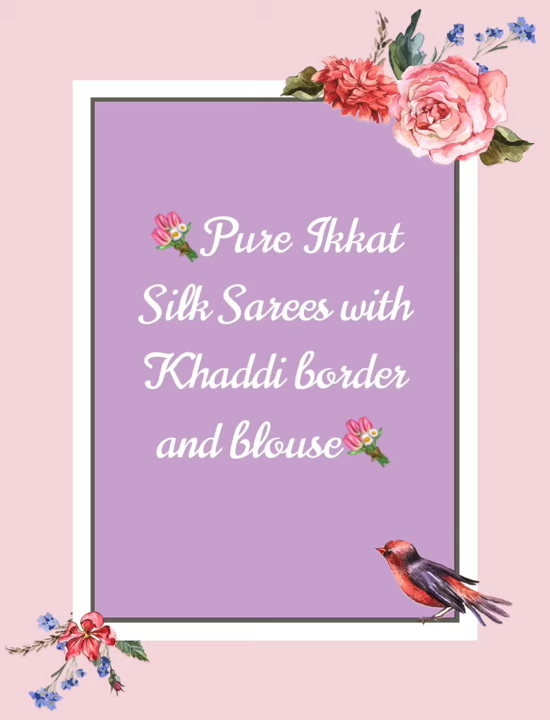 💐Pure Ikkat
Silk Sarees with
Khaddi border
and blouse💐